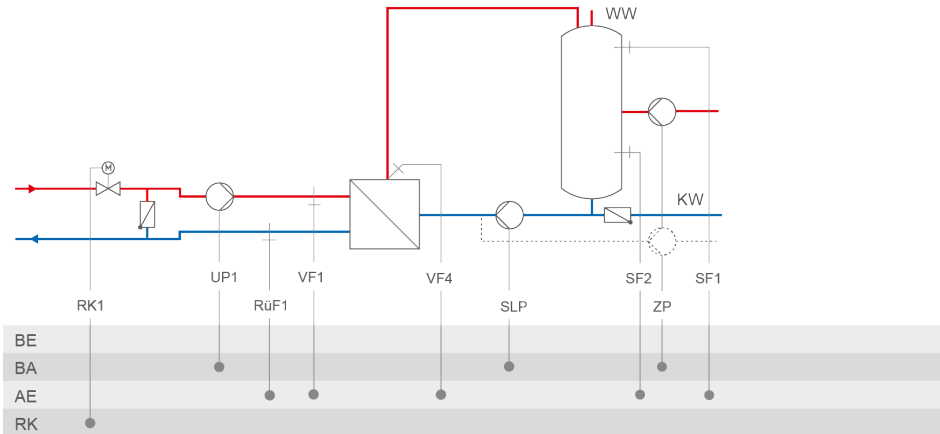 WW
M
KW
UP1 VF1 VF4 SF2 SF1
RK1 RüF1 SLP ZP
BE
BA
AE
RK